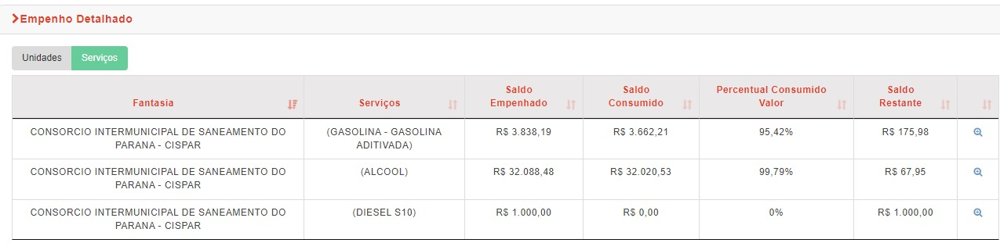 Empenho Detalhado
Unidades Serviços
Fantasia Serviços Saldo Empenhado Saldo Consumido Percentual Consumido Valor Saldo Restante
CONSORCIO INTERMUNICIPAL DE SANEAMENTO DO PARANA - CISPAR (GASOLINA - GASOLINA ADITIVADA) R$ 3.838,19 R$ 3.662,21 95,42% R$ 175,98
CONSORCIO INTERMUNICIPAL DE SANEAMENTO DO PARANA - CISPAR (ALCOOL) R$ 32.088,48 R$ 32.020,53 99,79% R$ 67,95
CONSORCIO INTERMUNICIPAL DE SANEAMENTO DO PARANA - CISPAR (DIESEL S10) R$ 1.000,00 R$ 0,00 0% R$ 1.000,00